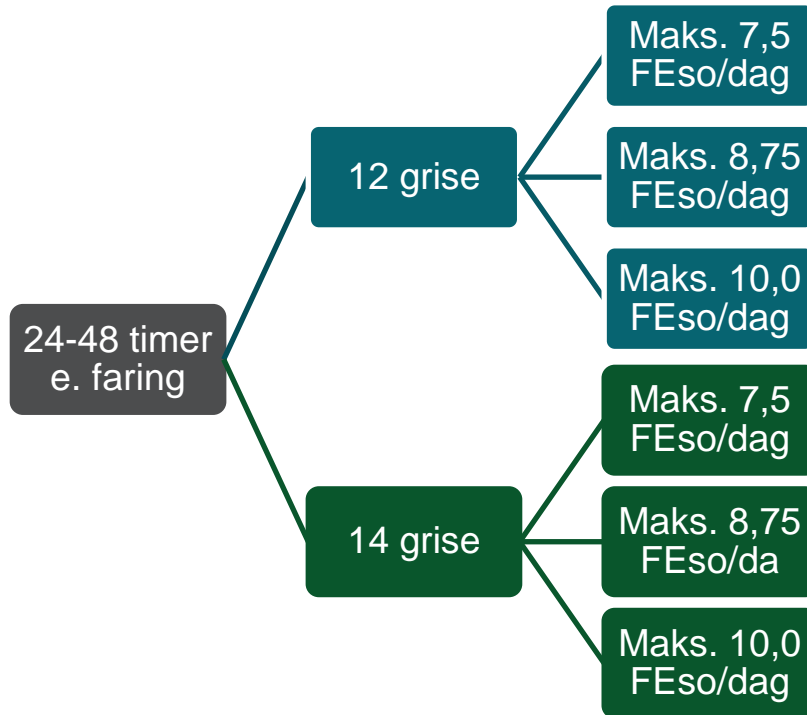 24-48 timer
e. faring
12 grise
Maks. 7,5
FEso/dag
Maks. 8,75
FEso/dag
Maks. 10,0
FEso/dag
14 grise
Maks. 7,5
FEso/dag
Maks. 8,75
FEso/da
Maks. 10,0
FEso/dag